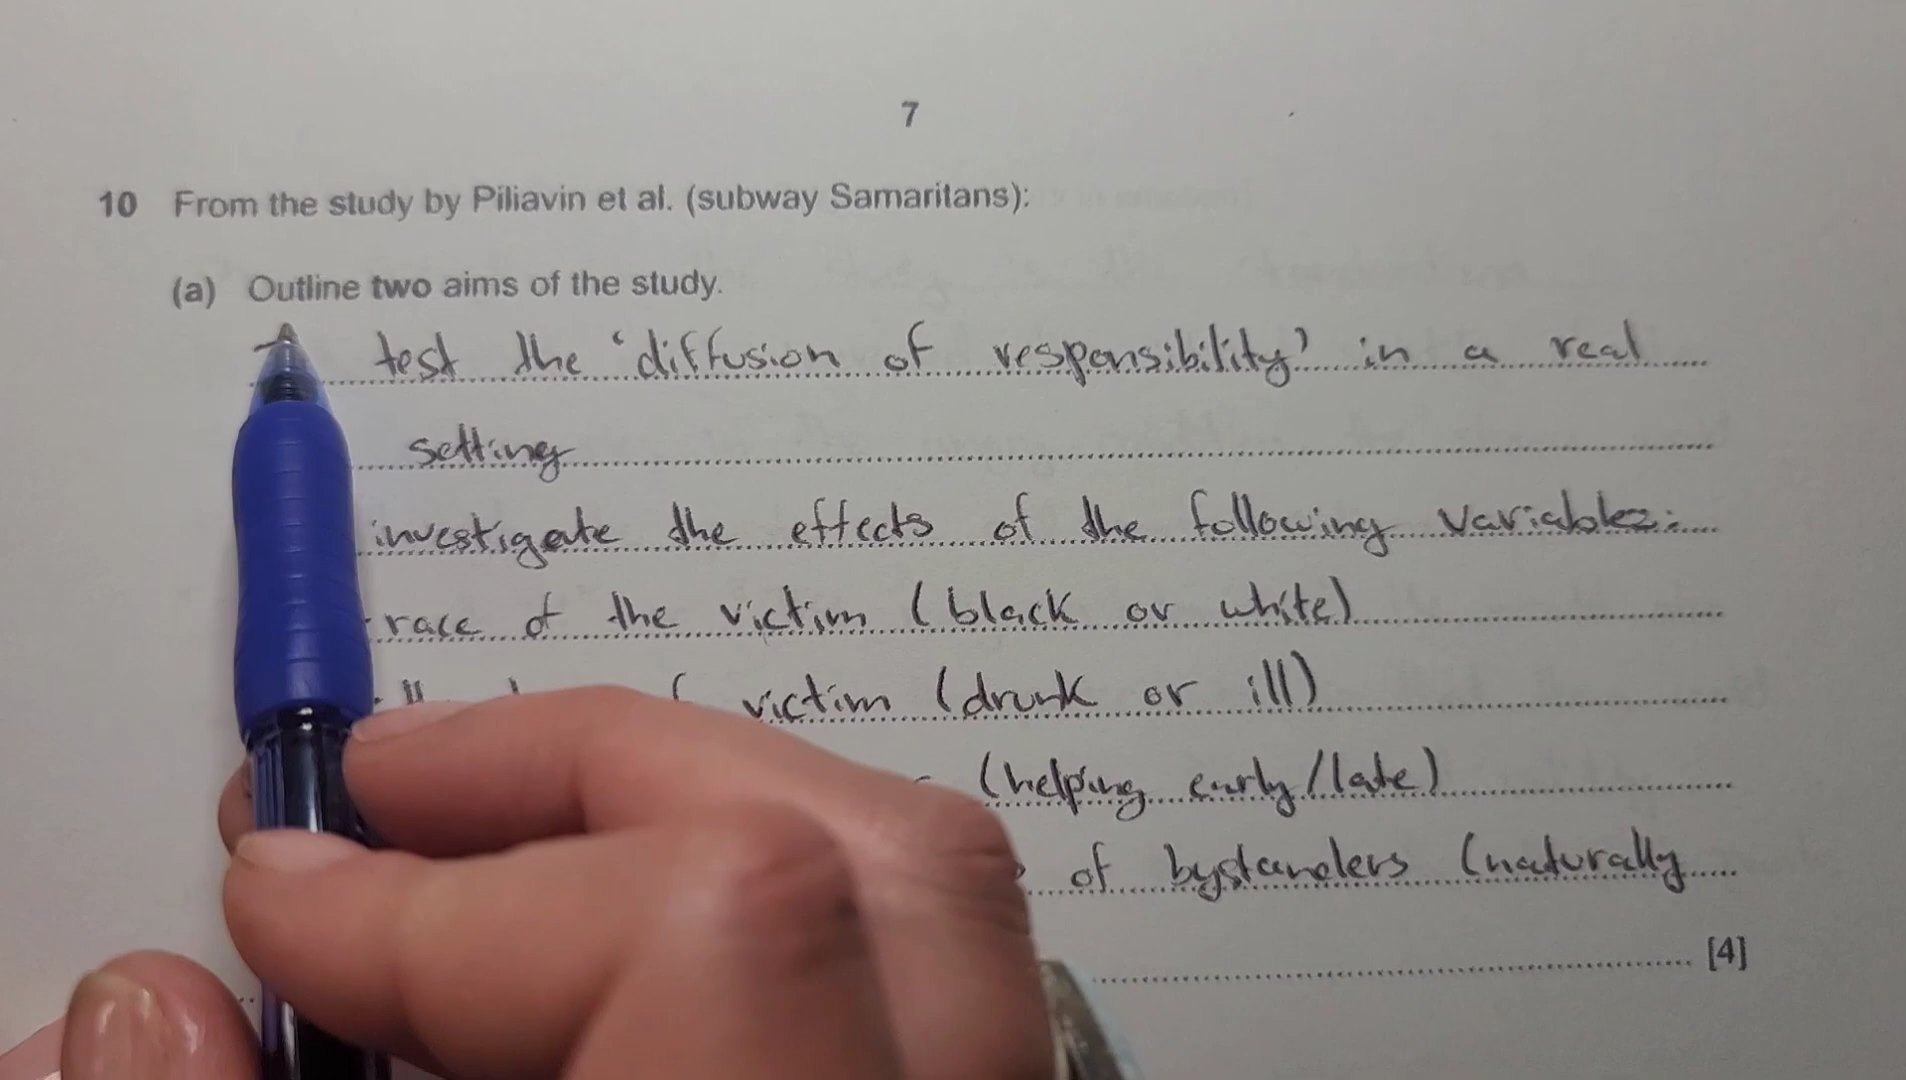 7
10 From the study by Piliavin et al. (subway Samaritans):
(a) Outline two aims of the study.
test the 'diffusion of responsibility' in a real
setting
investigate the effects of the following variables:
- race of the victim (black or white)
victim (drunk or ill)
(helping early/late)
of bystanders (naturally
[4]